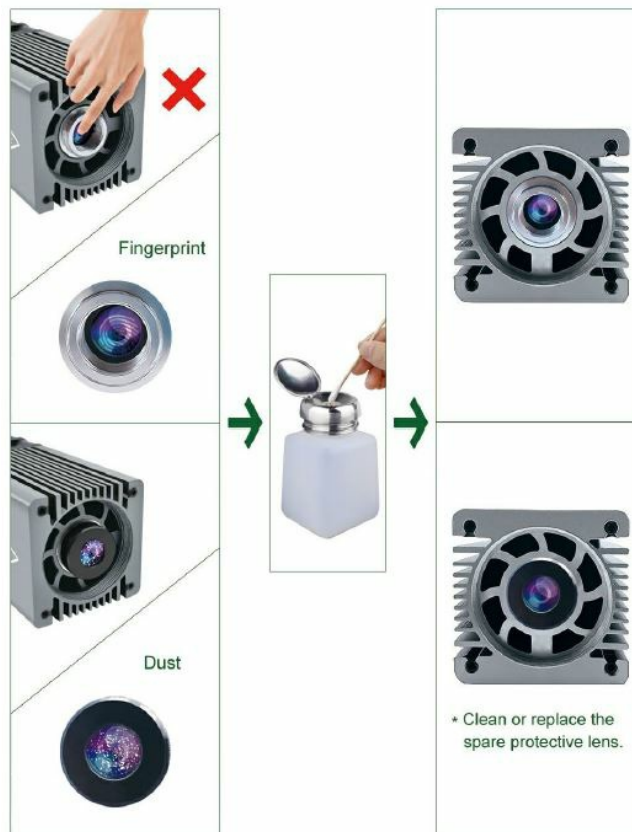 Fingerprint
Dust
* Clean or replace the
spare protective lens.